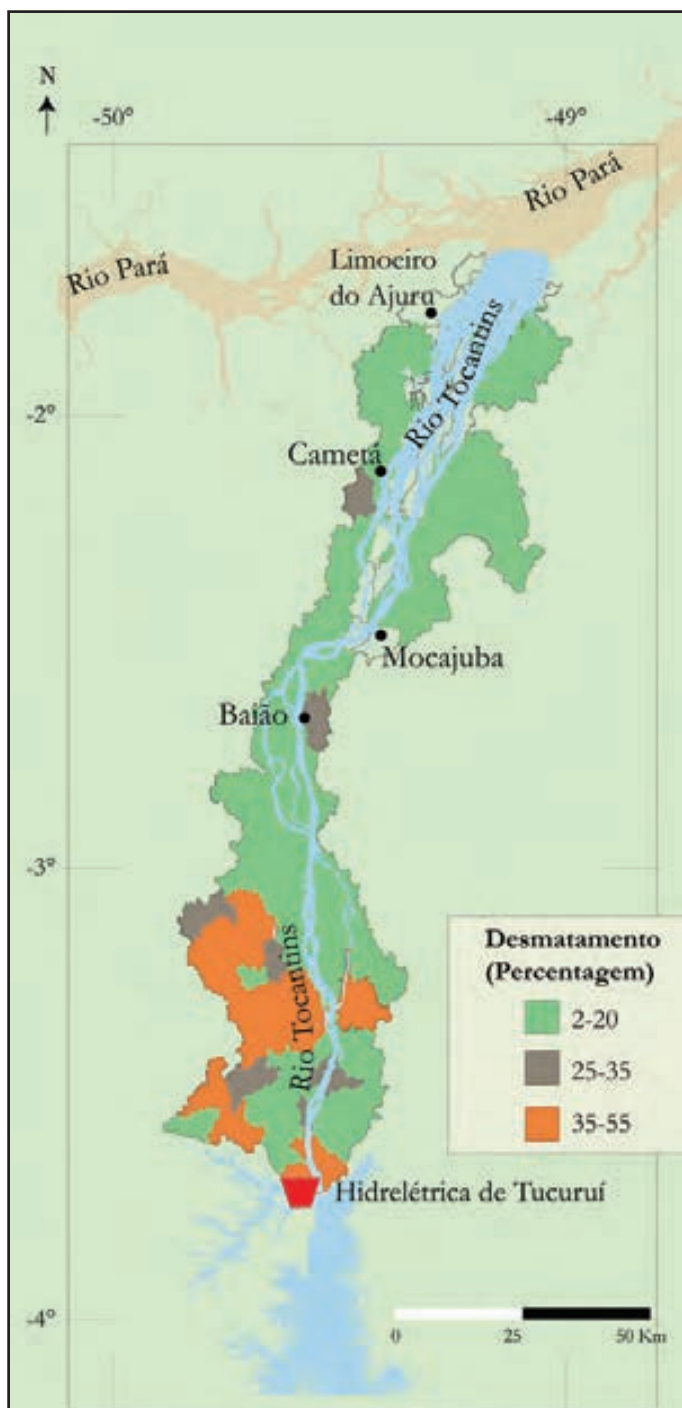 N
-50°
-49°
Rio Pará
Rio Pará
Limoeiro
do Ajuru
Rio Tocantins
-2°
Cametá
Mocajuba
Baião
-3°
Rio Tocantins
Desmatamento
(Percentagem)
2-20
25-35
35-55
Hidrelétrica de Tucuruí
-4°
0
25
50 Km